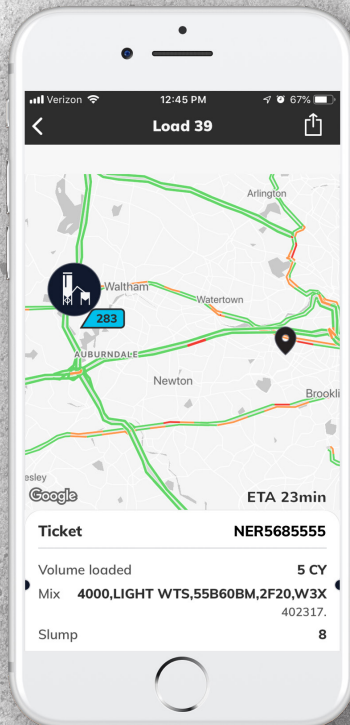 Verizon 12:45 PM 67%
Load 39
Arlington
Waltham
Watertown
283
AUBURNDALE
Newton
Brookli
esley
Google
ETA 23min
Ticket NER5685555
Volume loaded 5 CY
Mix 4000,LIGHT WTS,55B60BM,2F20,W3X
402317.
Slump 8